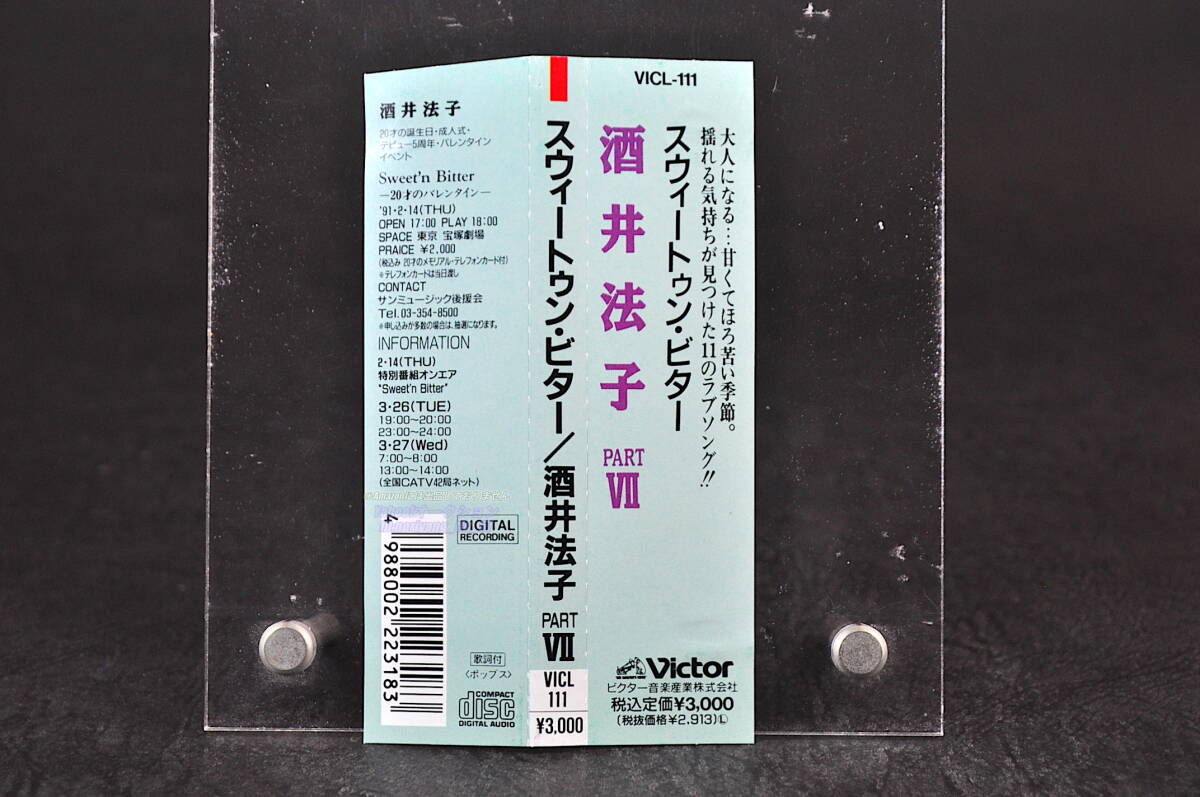 酒井法子
20才の誕生日・成人式・
デビュー5周年・バレンタイン
イベント
Sweet'n Bitter
—20才のバレンタイン—
'91・2・14(THU)
OPEN 17:00 PLAY 18:00
SPACE 東京 宝塚劇場
PRAICE ¥2,000
(税込み 20才のメモリアル・テレフォンカード付)
※テレフォンカードは当日渡し
CONTACT
サンミュージック後援会
Tel.03-354-8500
※申し込みが多数の場合は、抽選になります。
INFORMATION
2・14(THU)
特別番組オンエア
"Sweet'n Bitter"
3・26(TUE)
19:00〜20:00
23:00〜24:00
3・27(Wed)
7:00〜8:00
13:00〜14:00
(全国CATV42局ネット)
4 988002 223183
DIGITAL
RECORDING
歌詞付
〈ポップス〉
COMPACT
disc
DIGITAL AUDIO
スウィートゥン・ビター/酒井法子
PART
VII
VICL
111
¥3,000
VICL-111
大人になる…甘くてほろ苦い季節。
揺れる気持ちが見つけた11のラブソング!!
スウィートゥン・ビター
酒井法子
PART
VII
Victor
ビクター音楽産業株式会社
税込定価¥3,000
(税抜価格¥2,913)Ⓛ